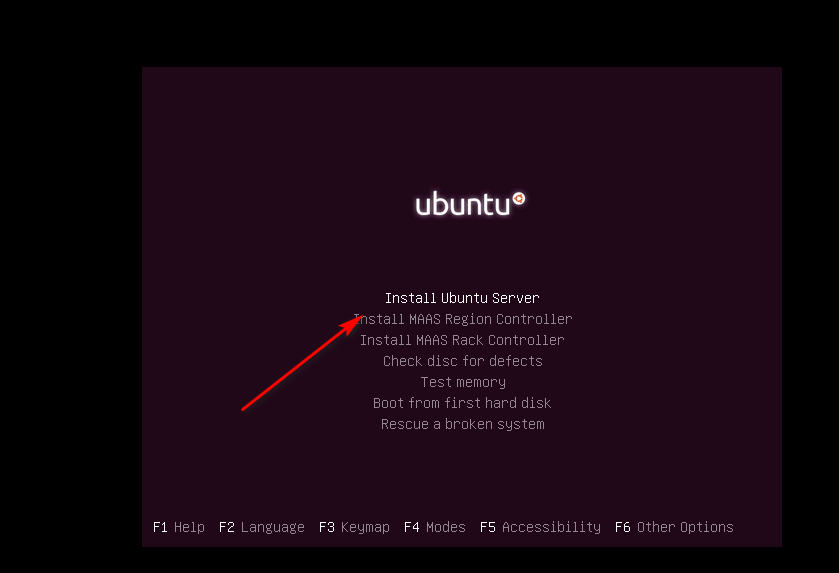 ubuntu
Install Ubuntu Server
Install MAAS Region Controller
Install MAAS Rack Controller
Check disc for defects
Test memory
Boot from first hard disk
Rescue a broken system
F1 Help F2 Language F3 Keymap F4 Modes F5 Accessibility F6 Other Options